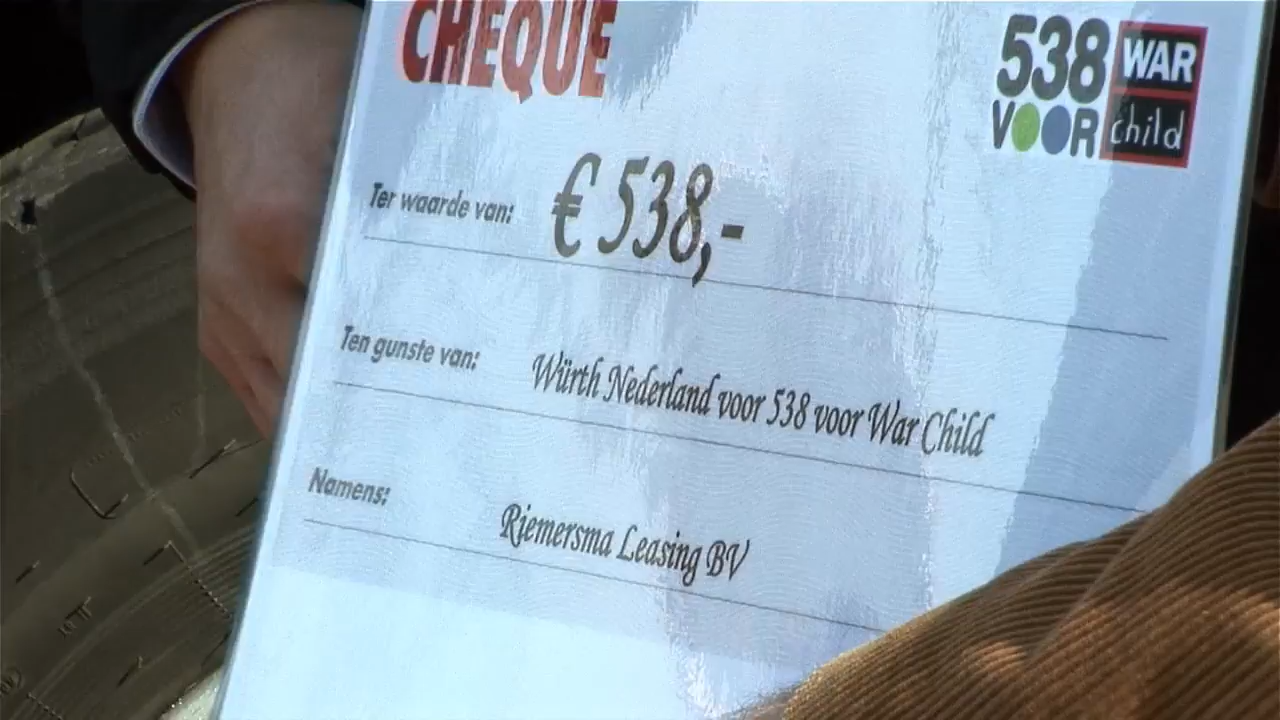 CHEQUE
538 WAR
VOOR child
Ter waarde van: € 538,-
Ten gunste van: Würth Nederland voor 538 voor War Child
Namens: Riemersma Leasing BV